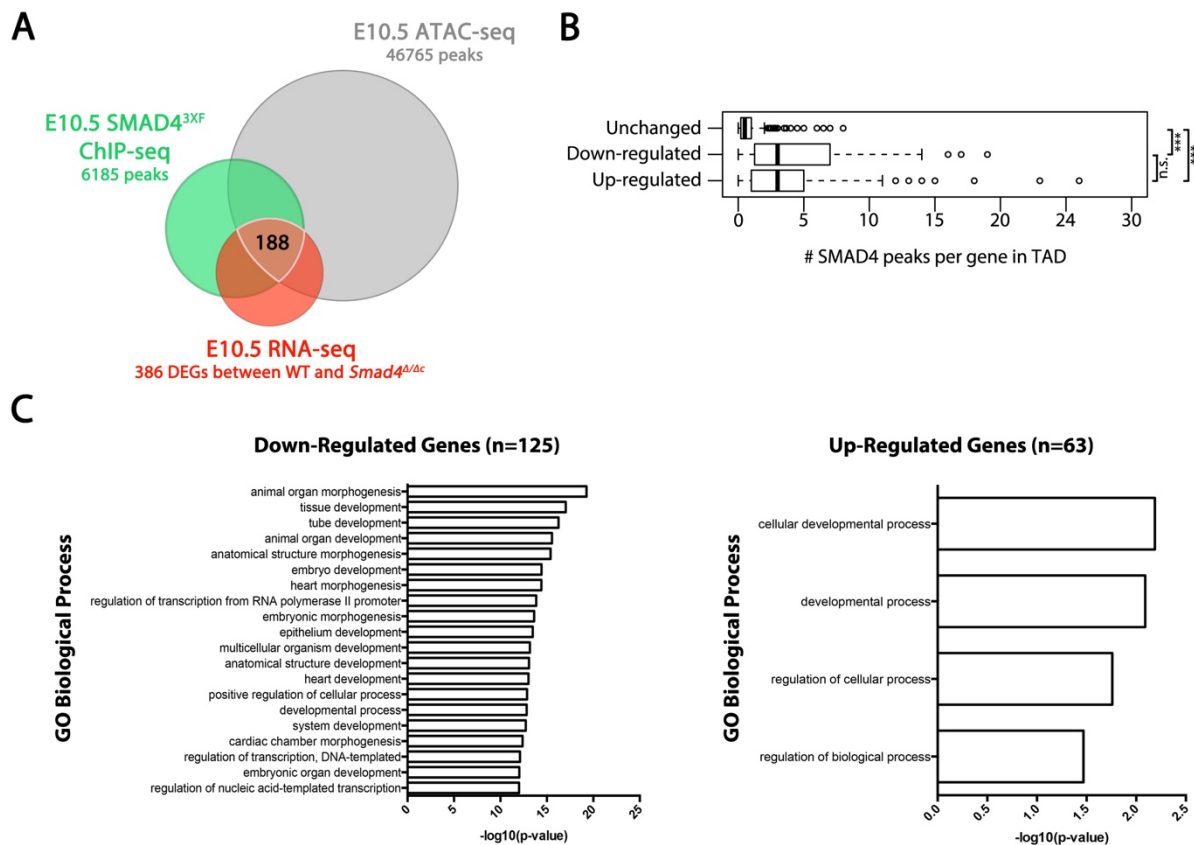 A
E10.5 ATAC-seq
46765 peaks
E10.5 SMAD43XF
ChIP-seq
6185 peaks
188
E10.5 RNA-seq
386 DEGs between WT and Smad4Δ/Δc
B
Unchanged
Down-regulated
Up-regulated
***
n.s.
***
0 5 10 15 20 26 30
# SMAD4 peaks per gene in TAD
C
Down-Regulated Genes (n=125)
GO Biological Process
animal organ morphogenesis
tissue development
tube development
animal organ development
anatomical structure morphogenesis
embryo development
heart morphogenesis
regulation of transcription from RNA polymerase II promoter
embryonic morphogenesis
epithelium development
multicellular organism development
anatomical structure development
heart development
positive regulation of cellular process
developmental process
system development
cardiac chamber morphogenesis
regulation of transcription, DNA-templated
embryonic organ development
regulation of nucleic acid-templated transcription
0 5 10 15 20 25
-log10(p-value)
Up-Regulated Genes (n=63)
GO Biological Process
cellular developmental process
developmental process
regulation of cellular process
regulation of biological process
0.0 0.5 1.0 1.5 2.0 2.5
-log10(p-value)